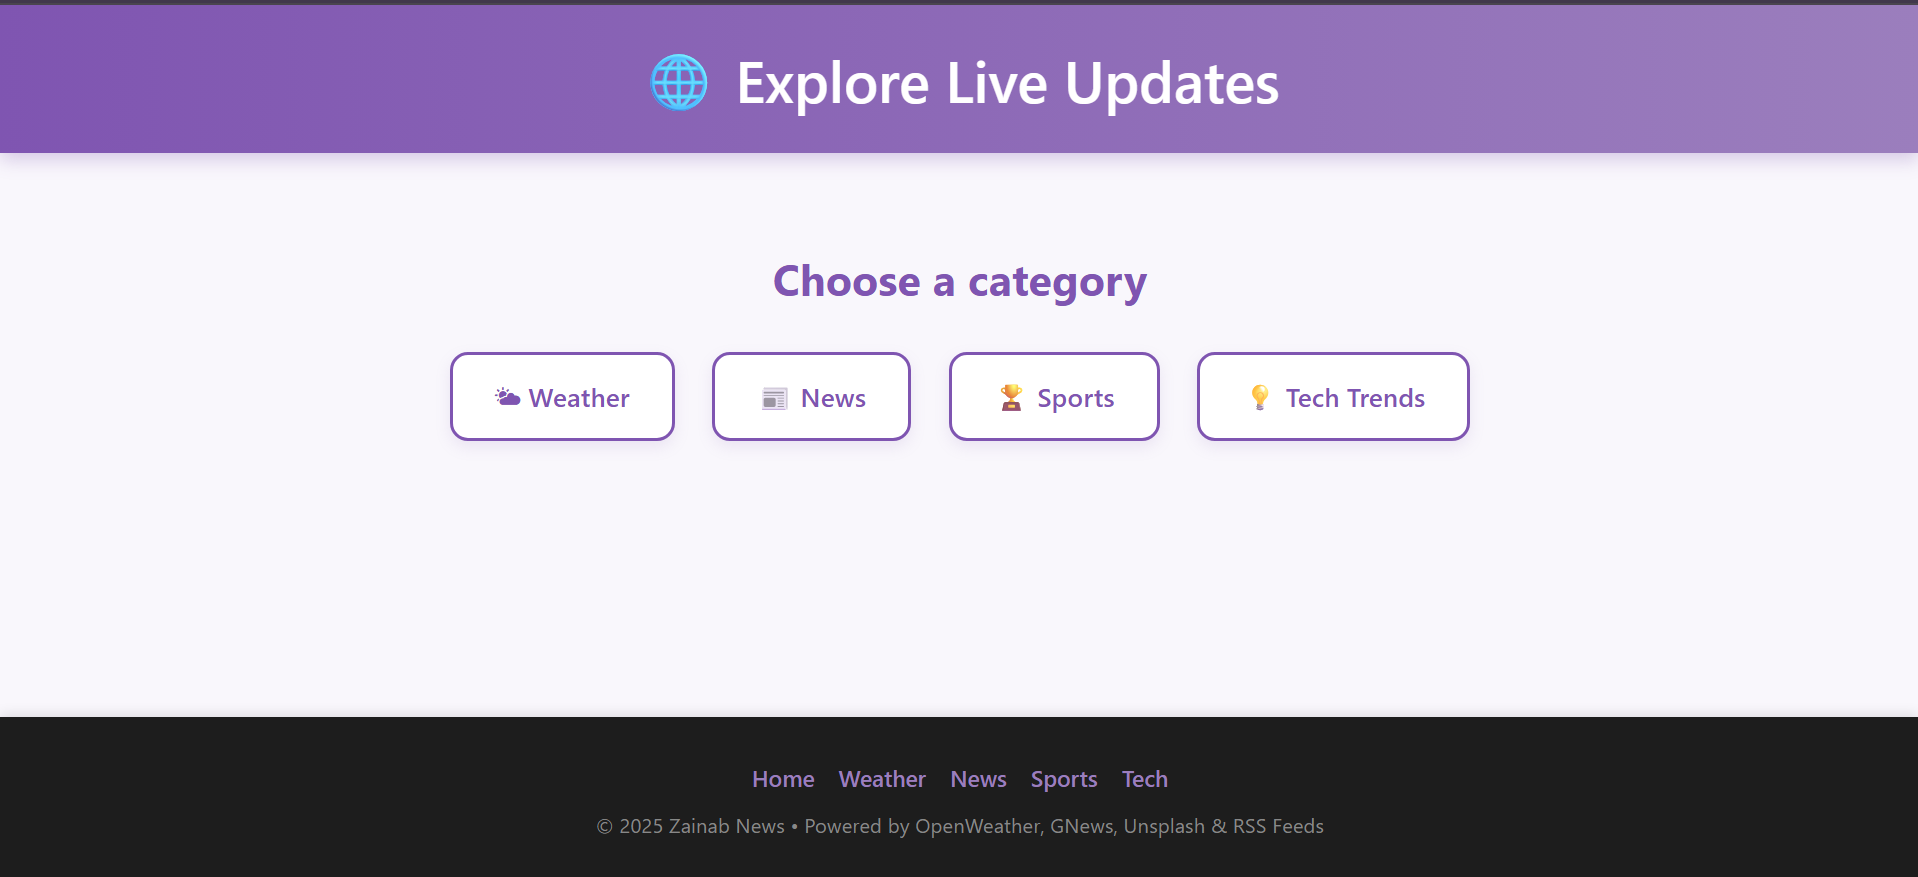 🌐 Explore Live Updates
Choose a category
🌤 Weather 📰 News 🏆 Sports 💡 Tech Trends
Home Weather News Sports Tech
© 2025 Zainab News • Powered by OpenWeather, GNews, Unsplash & RSS Feeds